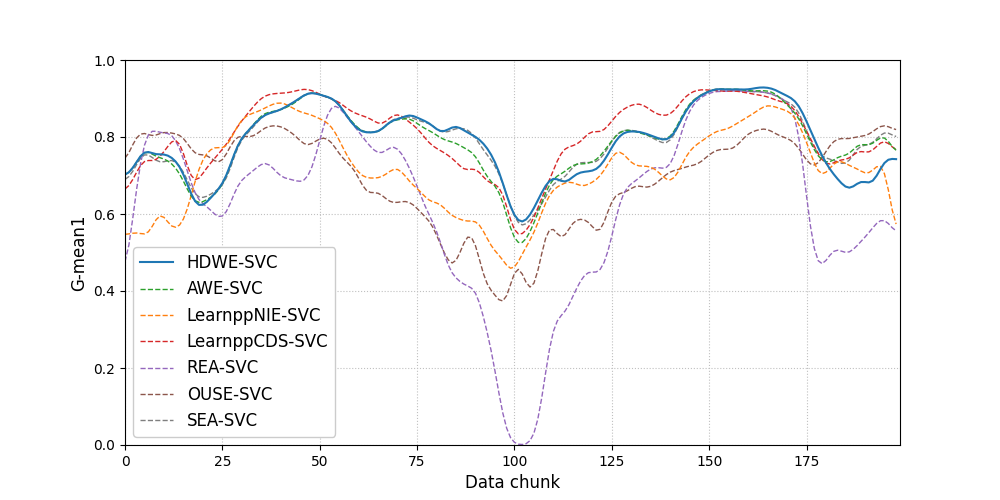 1.0
0.8
0.6
0.4
0.2
0.0
G-mean1
HDWE-SVC
AWE-SVC
LearnppNIE-SVC
LearnppCDS-SVC
REA-SVC
OUSE-SVC
SEA-SVC
0 25 50 75 100 125 150 175
Data chunk